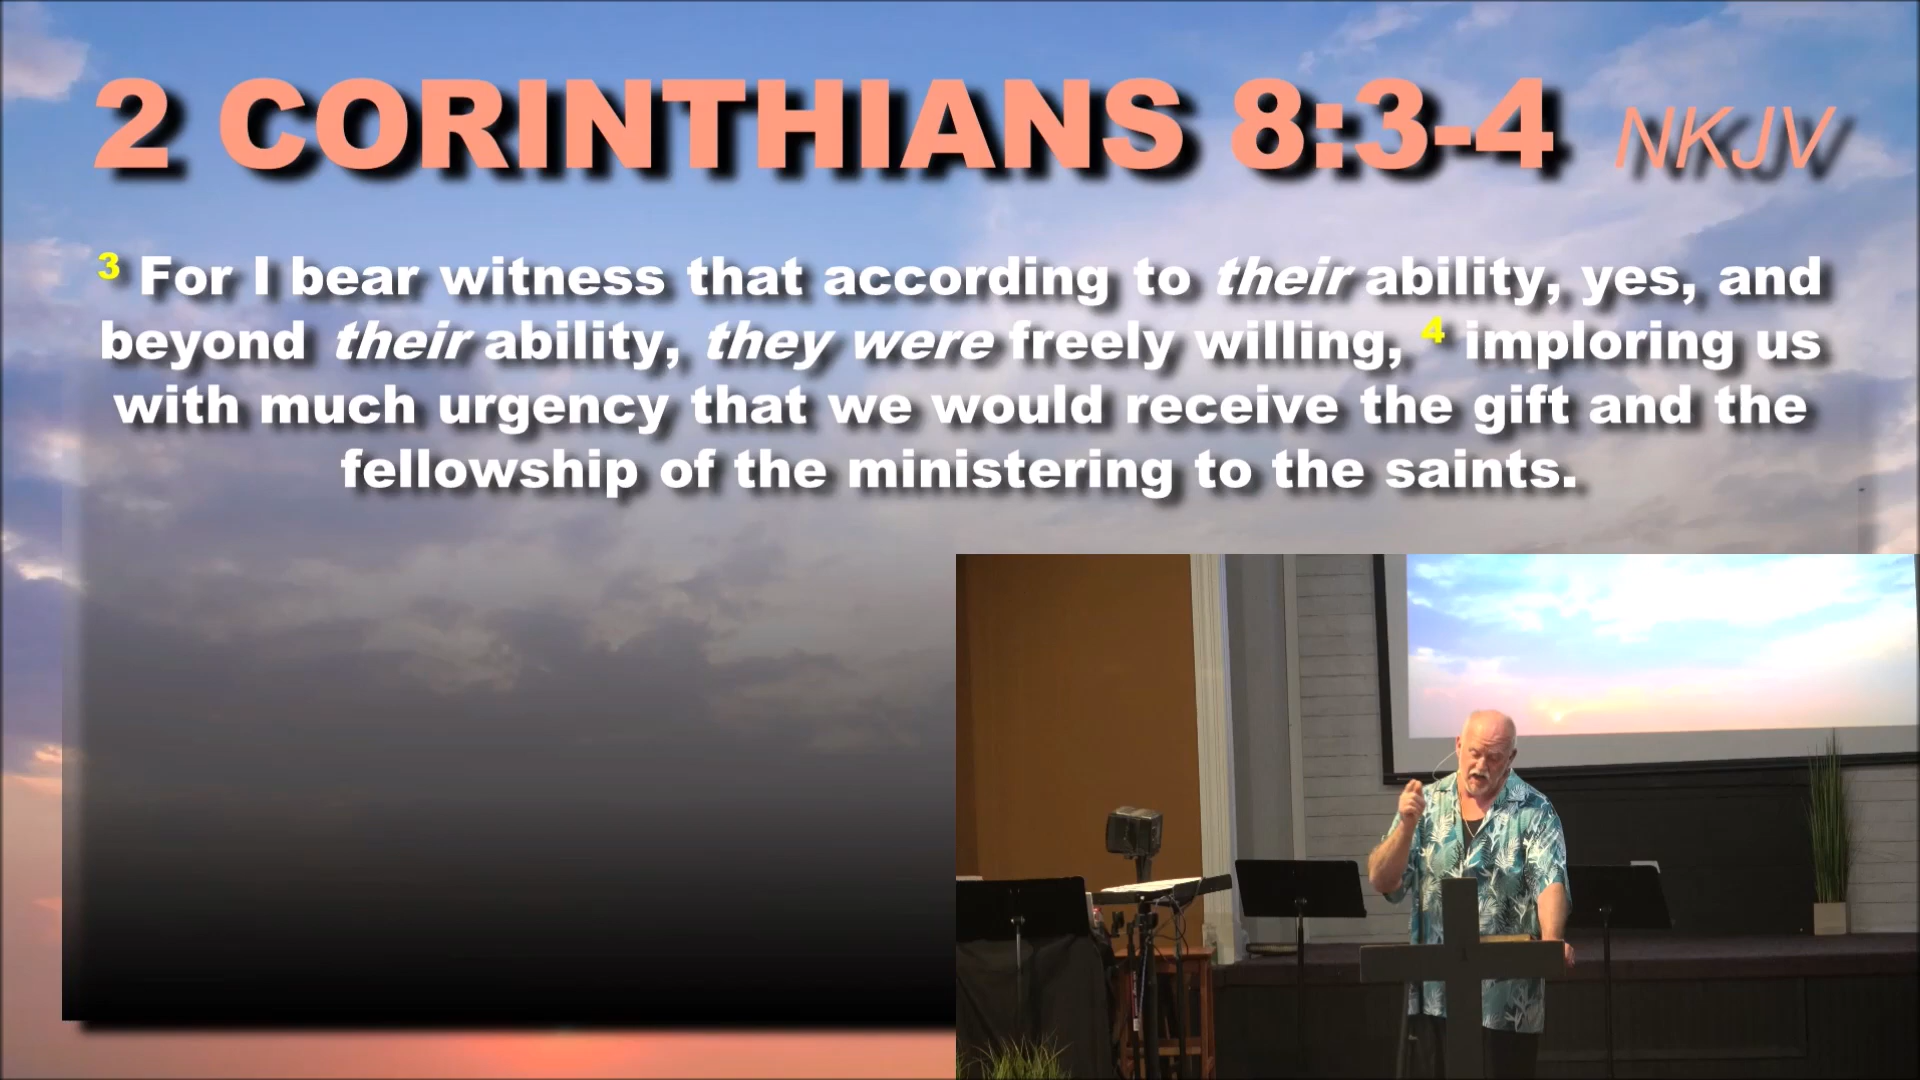 2 CORINTHIANS 8:3-4 NKJV
3 For I bear witness that according to their ability, yes, and
beyond their ability, they were freely willing, 4 imploring us
with much urgency that we would receive the gift and the
fellowship of the ministering to the saints.